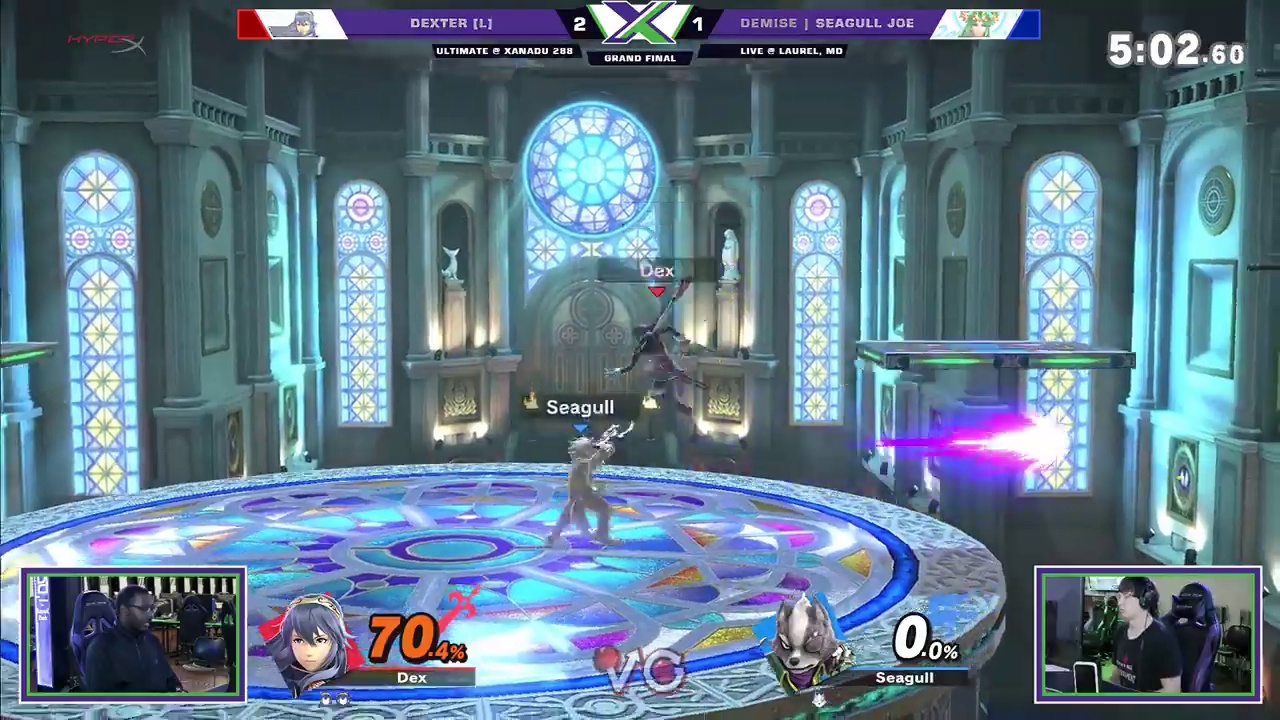 DEXTER [L]
2
1
DEMISE | SEAGULL JOE
HYPERX
ULTIMATE @ XANADU 288
GRAND FINAL
LIVE @ LAUREL, MD
5:02.60
Dex
Seagull
70.4%
Dex
0.0%
Seagull